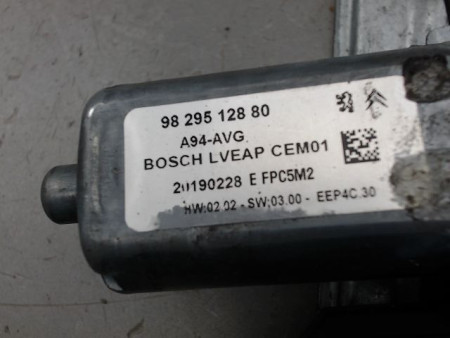 98 295 128 80
A94-AVG
BOSCH LVEAP CEM01
20190228 E FPC5M2
HW:02.02 - SW:03.00 - EEP4C.30